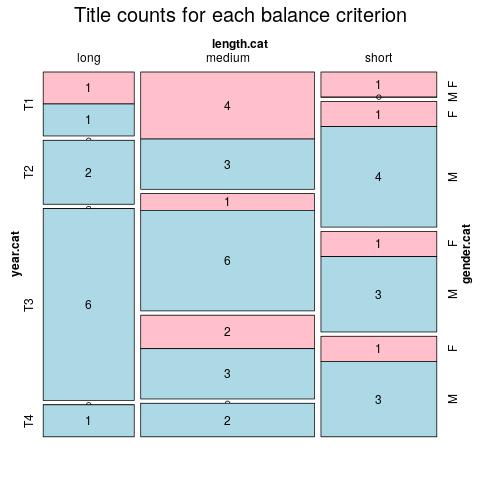 Title counts for each balance criterion
length.cat
long medium short
year.cat
T1
T2
T3
T4
1
1
2
6
1
4
3
1
6
2
3
2
1
1
4
1
3
1
3
F
M
F
M
F
M
F
M
gender.cat